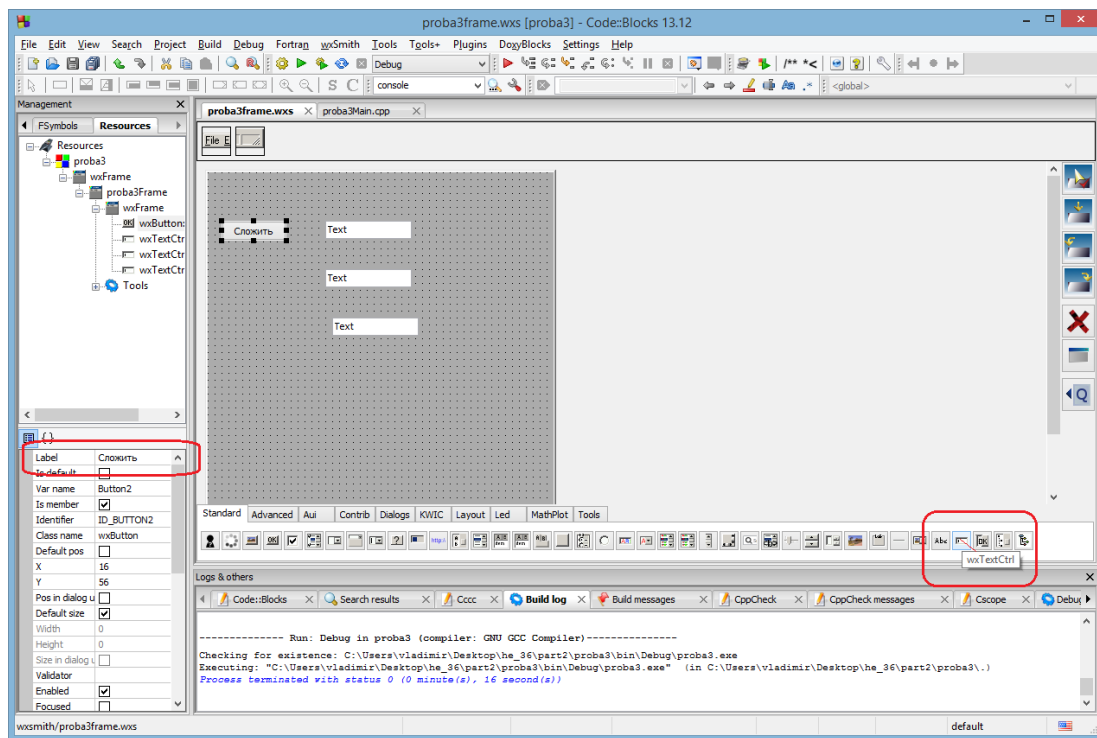 proba3frame.wxs [proba3] - Code::Blocks 13.12
File Edit View Search Project Build Debug Fortran wxSmith Tools Tools+ Plugins DoxyBlocks Settings Help
Debug
/** *<
S C console <global>
Management
FSymbols Resources
Resources
proba3
wxFrame
proba3Frame
wxFrame
wxButton:
wxTextCtr
wxTextCtr
wxTextCtr
Tools
proba3frame.wxs proba3Main.cpp
File E
Сложить Text
Text
Text
Label Сложить
Is default
Var name Button2
Is member
Identifier ID_BUTTON2
Class name wxButton
Default pos
X 16
Y 56
Pos in dialog u
Default size
Width 0
Height 0
Size in dialog u
Validator
Enabled
Focused
Standard Advanced Aui Contrib Dialogs KWIC Layout Led MathPlot Tools
wxTextCtrl
Logs & others
Code::Blocks Search results Cccc Build log Build messages CppCheck CppCheck messages Cscope Debug
-------------- Run: Debug in proba3 (compiler: GNU GCC Compiler)---------------
Checking for existence: C:\Users\vladimir\Desktop\he_36\part2\proba3\bin\Debug\proba3.exe
Executing: "C:\Users\vladimir\Desktop\he_36\part2\proba3\bin\Debug\proba3.exe" (in C:\Users\vladimir\Desktop\he_36\part2\proba3\.)
Process terminated with status 0 (0 minute(s), 16 second(s))
wxsmith/proba3frame.wxs default